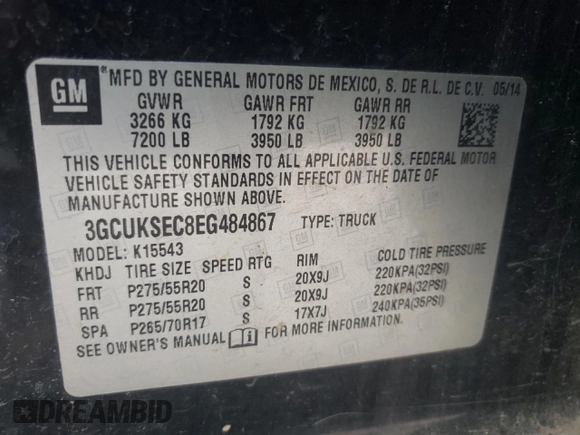 GM ®MFD BY GENERAL MOTORS DE MEXICO, S. DE R.L. DE C.V. 05/14
GVWR GAWR FRT GAWR RR
3266 KG 1792 KG 1792 KG
7200 LB 3950 LB 3950 LB
THIS VEHICLE CONFORMS TO ALL APPLICABLE U.S. FEDERAL MOTOR
VEHICLE SAFETY STANDARDS IN EFFECT ON THE DATE OF
MANUFACTURE SHOWN ABOVE.
3GCUKSEC8EG484867 TYPE: TRUCK
MODEL: K15543
KHDJ TIRE SIZE SPEED RTG RIM COLD TIRE PRESSURE
FRT P275/55R20 S 20X9J 220KPA(32PSI)
RR P275/55R20 S 20X9J 220KPA(32PSI)
SPA P265/70R17 S 17X7J 240KPA(35PSI)
SEE OWNER'S MANUAL FOR MORE INFORMATION.
DREAMBID